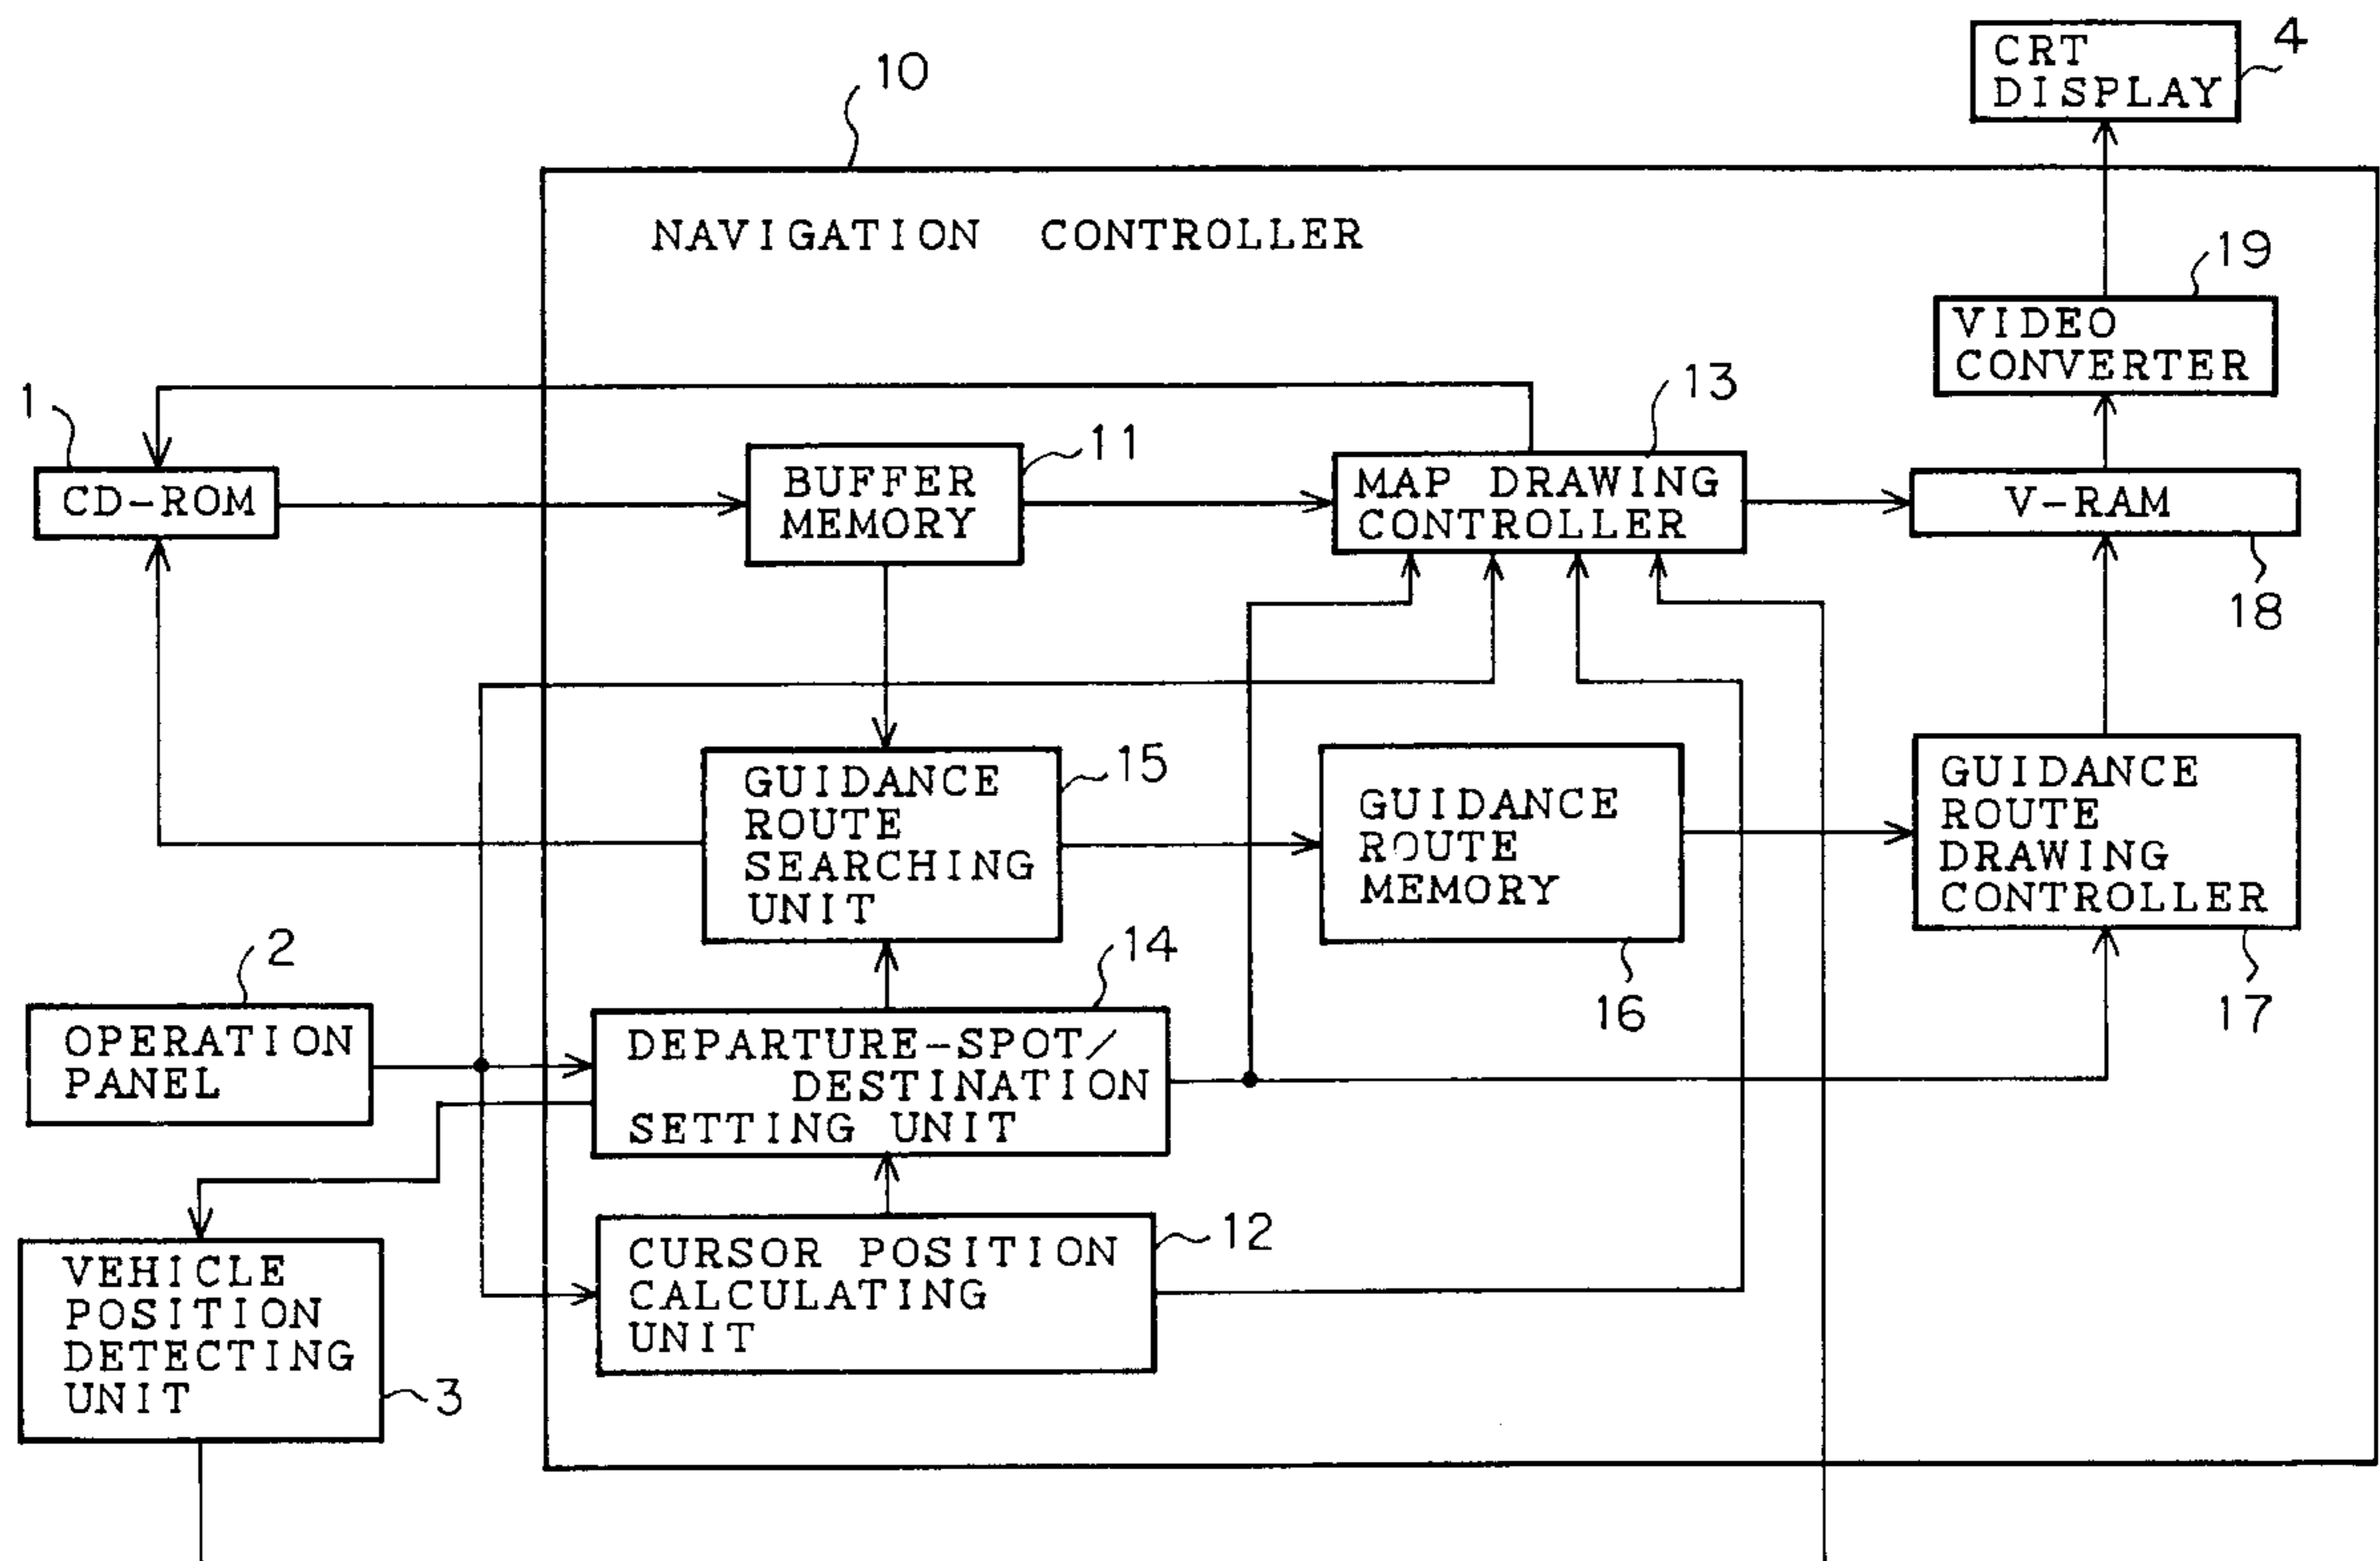 CRT
DISPLAY
4
10
NAVIGATION CONTROLLER
19
VIDEO
CONVERTER
1
CD-ROM
11
BUFFER
MEMORY
13
MAP DRAWING
CONTROLLER
V-RAM
18
15
GUIDANCE
ROUTE
SEARCHING
UNIT
GUIDANCE
ROUTE
MEMORY
16
GUIDANCE
ROUTE
DRAWING
CONTROLLER
17
2
OPERATION
PANEL
14
DEPARTURE-SPOT/
DESTINATION
SETTING UNIT
VEHICLE
POSITION
DETECTING
UNIT
3
12
CURSOR POSITION
CALCULATING
UNIT